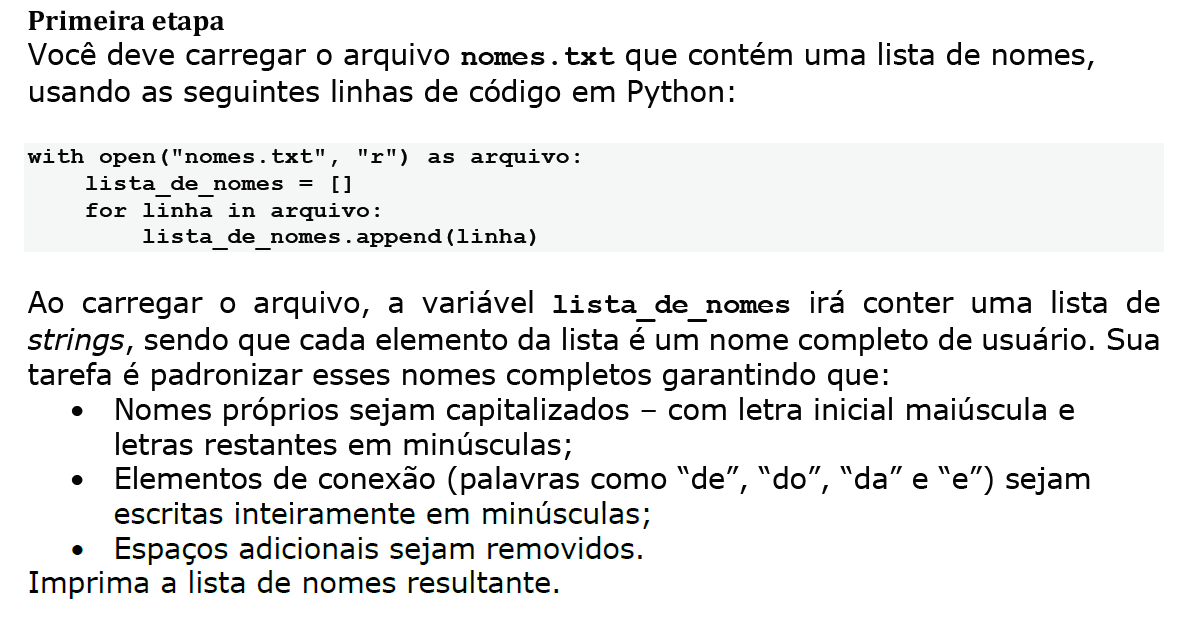 Primeira etapa
Você deve carregar o arquivo nomes.txt que contém uma lista de nomes,
usando as seguintes linhas de código em Python:
with open("nomes.txt", "r") as arquivo:
    lista_de_nomes = []
    for linha in arquivo:
        lista_de_nomes.append(linha)
Ao carregar o arquivo, a variável lista_de_nomes irá conter uma lista de
strings, sendo que cada elemento da lista é um nome completo de usuário. Sua
tarefa é padronizar esses nomes completos garantindo que:
• Nomes próprios sejam capitalizados – com letra inicial maiúscula e
letras restantes em minúsculas;
• Elementos de conexão (palavras como “de”, “do”, “da” e “e”) sejam
escritas inteiramente em minúsculas;
• Espaços adicionais sejam removidos.
Imprima a lista de nomes resultante.